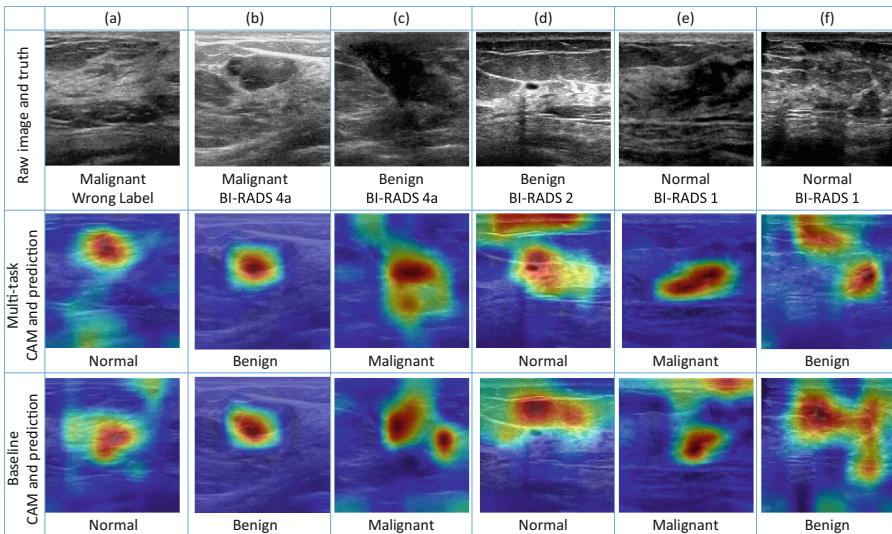 (a) (b) (c) (d) (e) (f)
Raw image and truth
Malignant Malignant Benign Benign Normal Normal
Wrong Label BI-RADS 4a BI-RADS 4a BI-RADS 2 BI-RADS 1 BI-RADS 1
Multi-task
CAM and prediction
Normal Benign Malignant Normal Malignant Benign
Baseline
CAM and prediction
Normal Benign Malignant Normal Malignant Benign